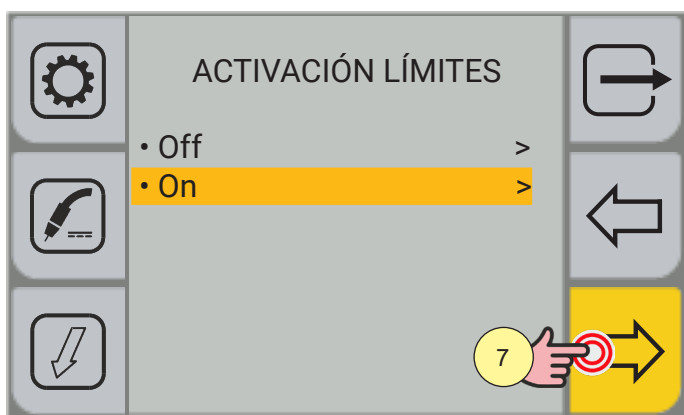 ACTIVACIÓN LÍMITES
• Off >
• On >
7